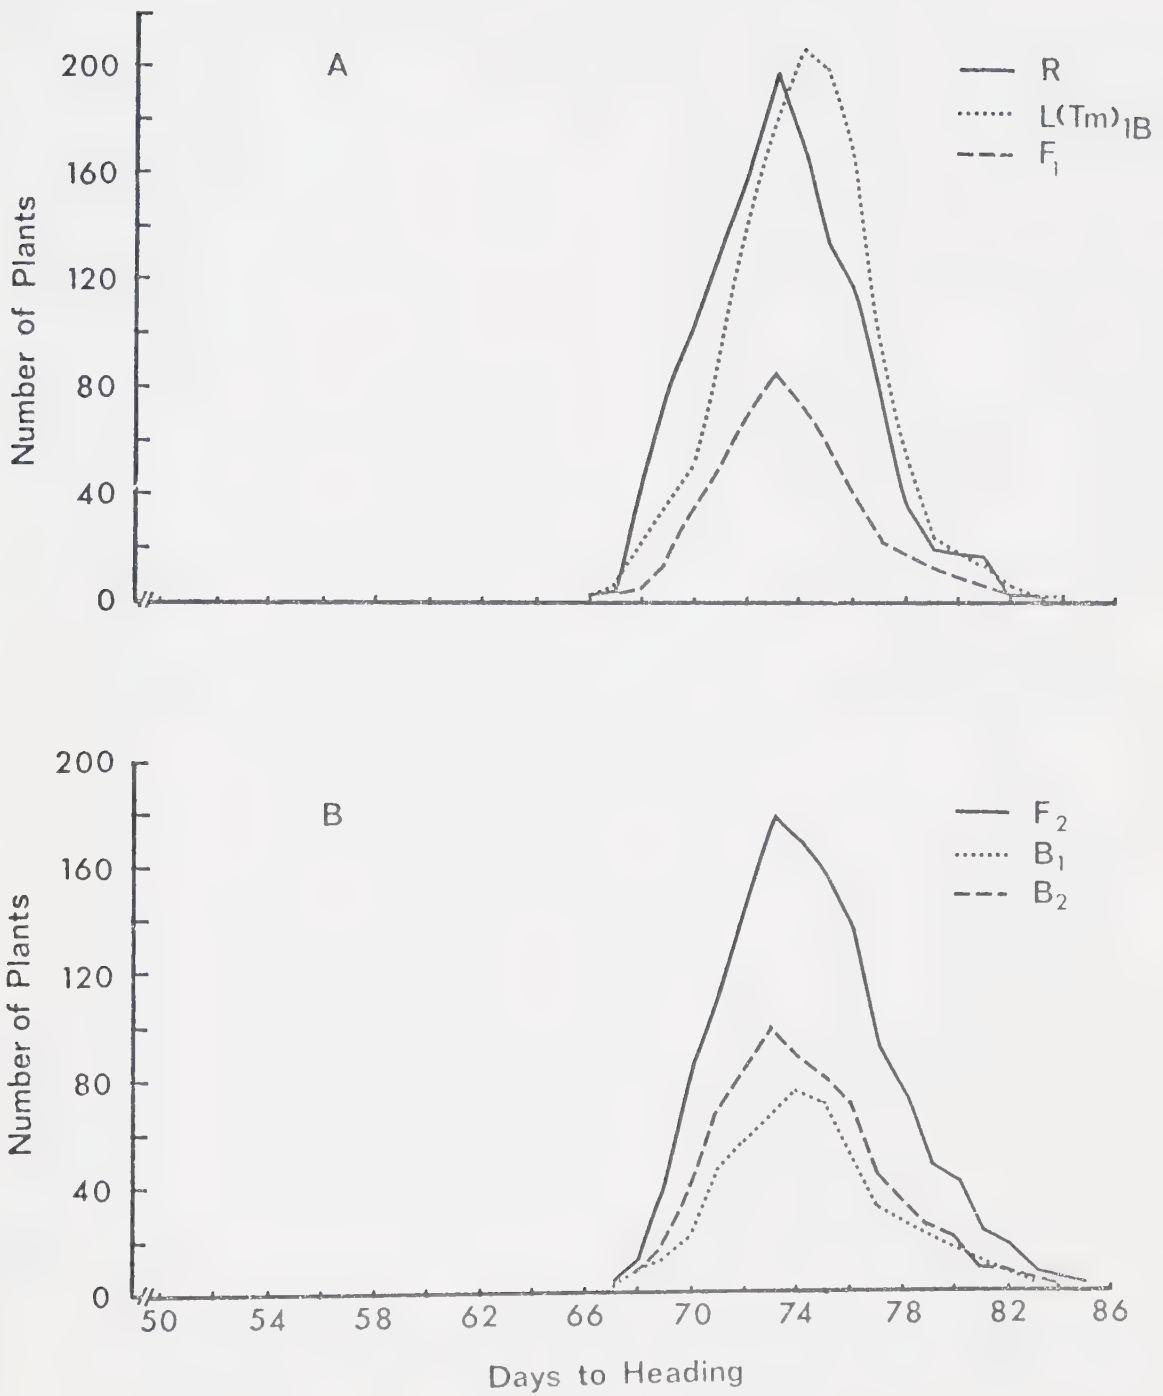 A
R
L(Tm)1B
F1
200
160
120
80
40
0
Number of Plants
B
F2
B1
B2
200
160
120
80
40
0
Number of Plants
50 54 58 62 66 70 74 78 82 86
Days to Heading